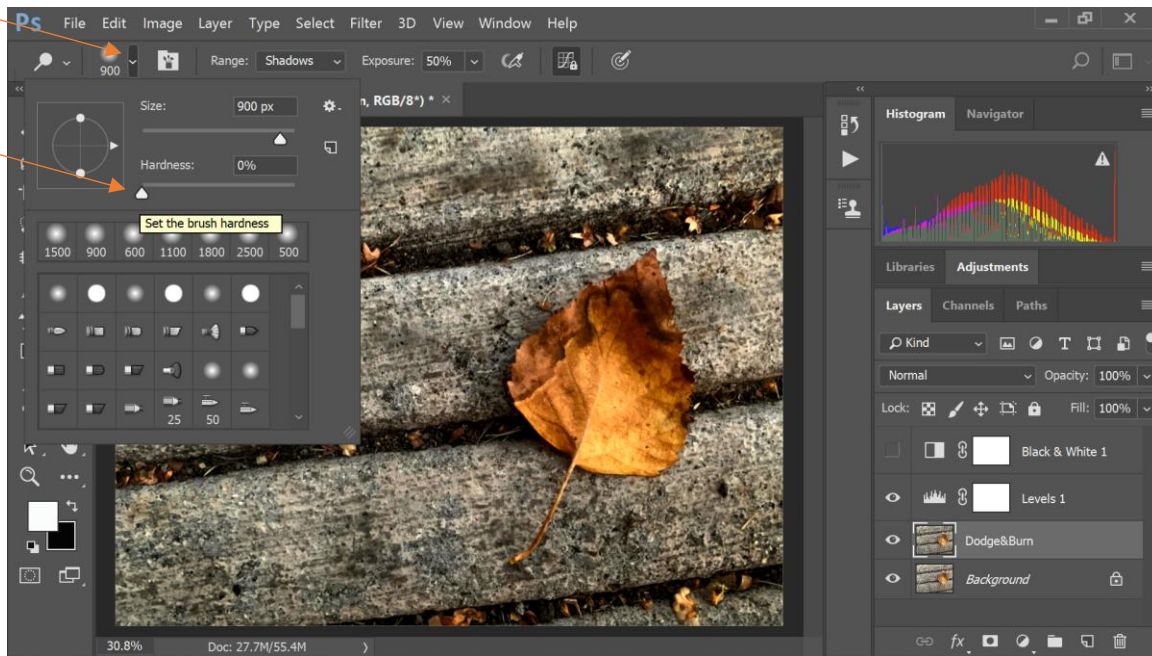 Ps File Edit Image Layer Type Select Filter 3D View Window Help
900 Range: Shadows Exposure: 50%
n, RGB/8*) * ×
Size: 900 px
Hardness: 0%
Set the brush hardness
1500 900 600 1100 1800 2500 500
25 50
Histogram Navigator
Libraries Adjustments
Layers Channels Paths
Kind
Normal Opacity: 100%
Lock: Fill: 100%
Black & White 1
Levels 1
Dodge&Burn
Background
fx
30.8% Doc: 27.7M/55.4M